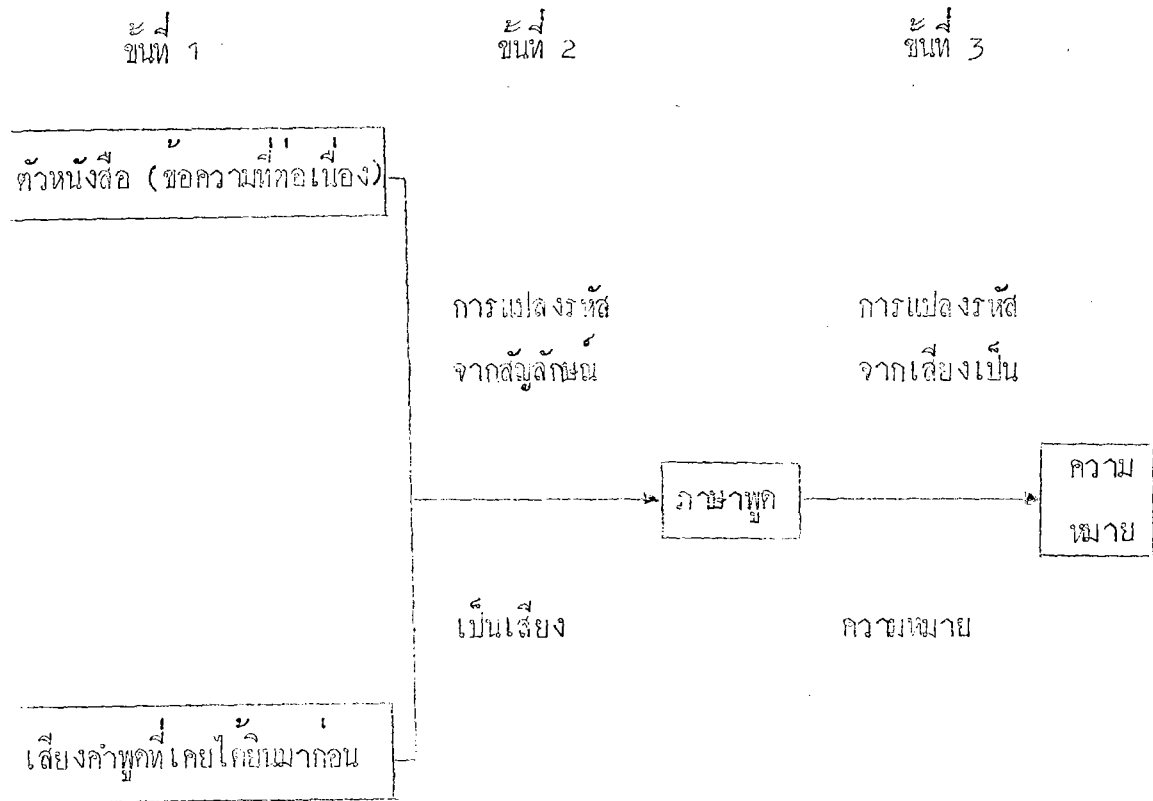 ขั้นที่ 1
ขั้นที่ 2
ขั้นที่ 3
ตัวหนังสือ (ข้อความที่ต่อเนื่อง)
การแปลงรหัส
จากสัญลักษณ์
การแปลงรหัส
จากเสียงเป็น
ภาษาพูด
ความ
หมาย
เป็นเสียง
ความหมาย
เสียงคำพูดที่เคยได้ยินมาก่อน